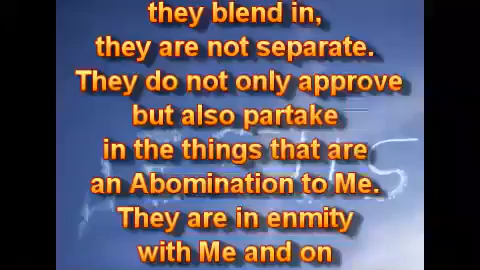 they blend in,
they are not separate.
They do not only approve
but also partake
in the things that are
an Abomination to Me.
They are in enmity
with Me and on